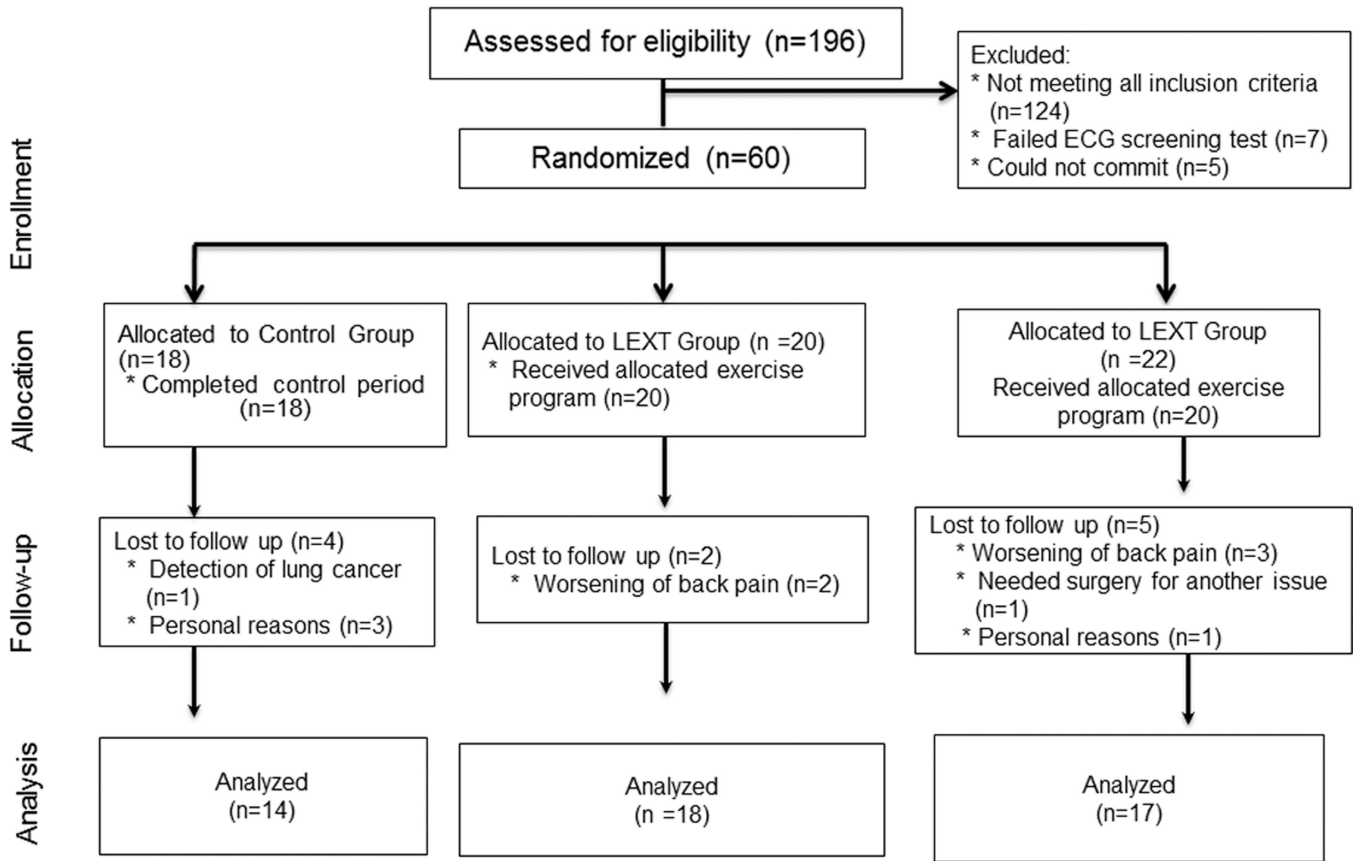 Assessed for eligibility (n=196)
Excluded:
* Not meeting all inclusion criteria
(n=124)
* Failed ECG screening test (n=7)
* Could not commit (n=5)
Randomized (n=60)
Enrollment
Allocation
Allocated to Control Group
(n=18)
* Completed control period
(n=18)
Allocated to LEXT Group (n =20)
* Received allocated exercise
program (n=20)
Allocated to LEXT Group
(n =22)
Received allocated exercise
program (n=20)
Follow-up
Lost to follow up (n=4)
* Detection of lung cancer
(n=1)
* Personal reasons (n=3)
Lost to follow up (n=2)
* Worsening of back pain (n=2)
Lost to follow up (n=5)
* Worsening of back pain (n=3)
* Needed surgery for another issue
(n=1)
* Personal reasons (n=1)
Analysis
Analyzed
(n=14)
Analyzed
(n =18)
Analyzed
(n=17)